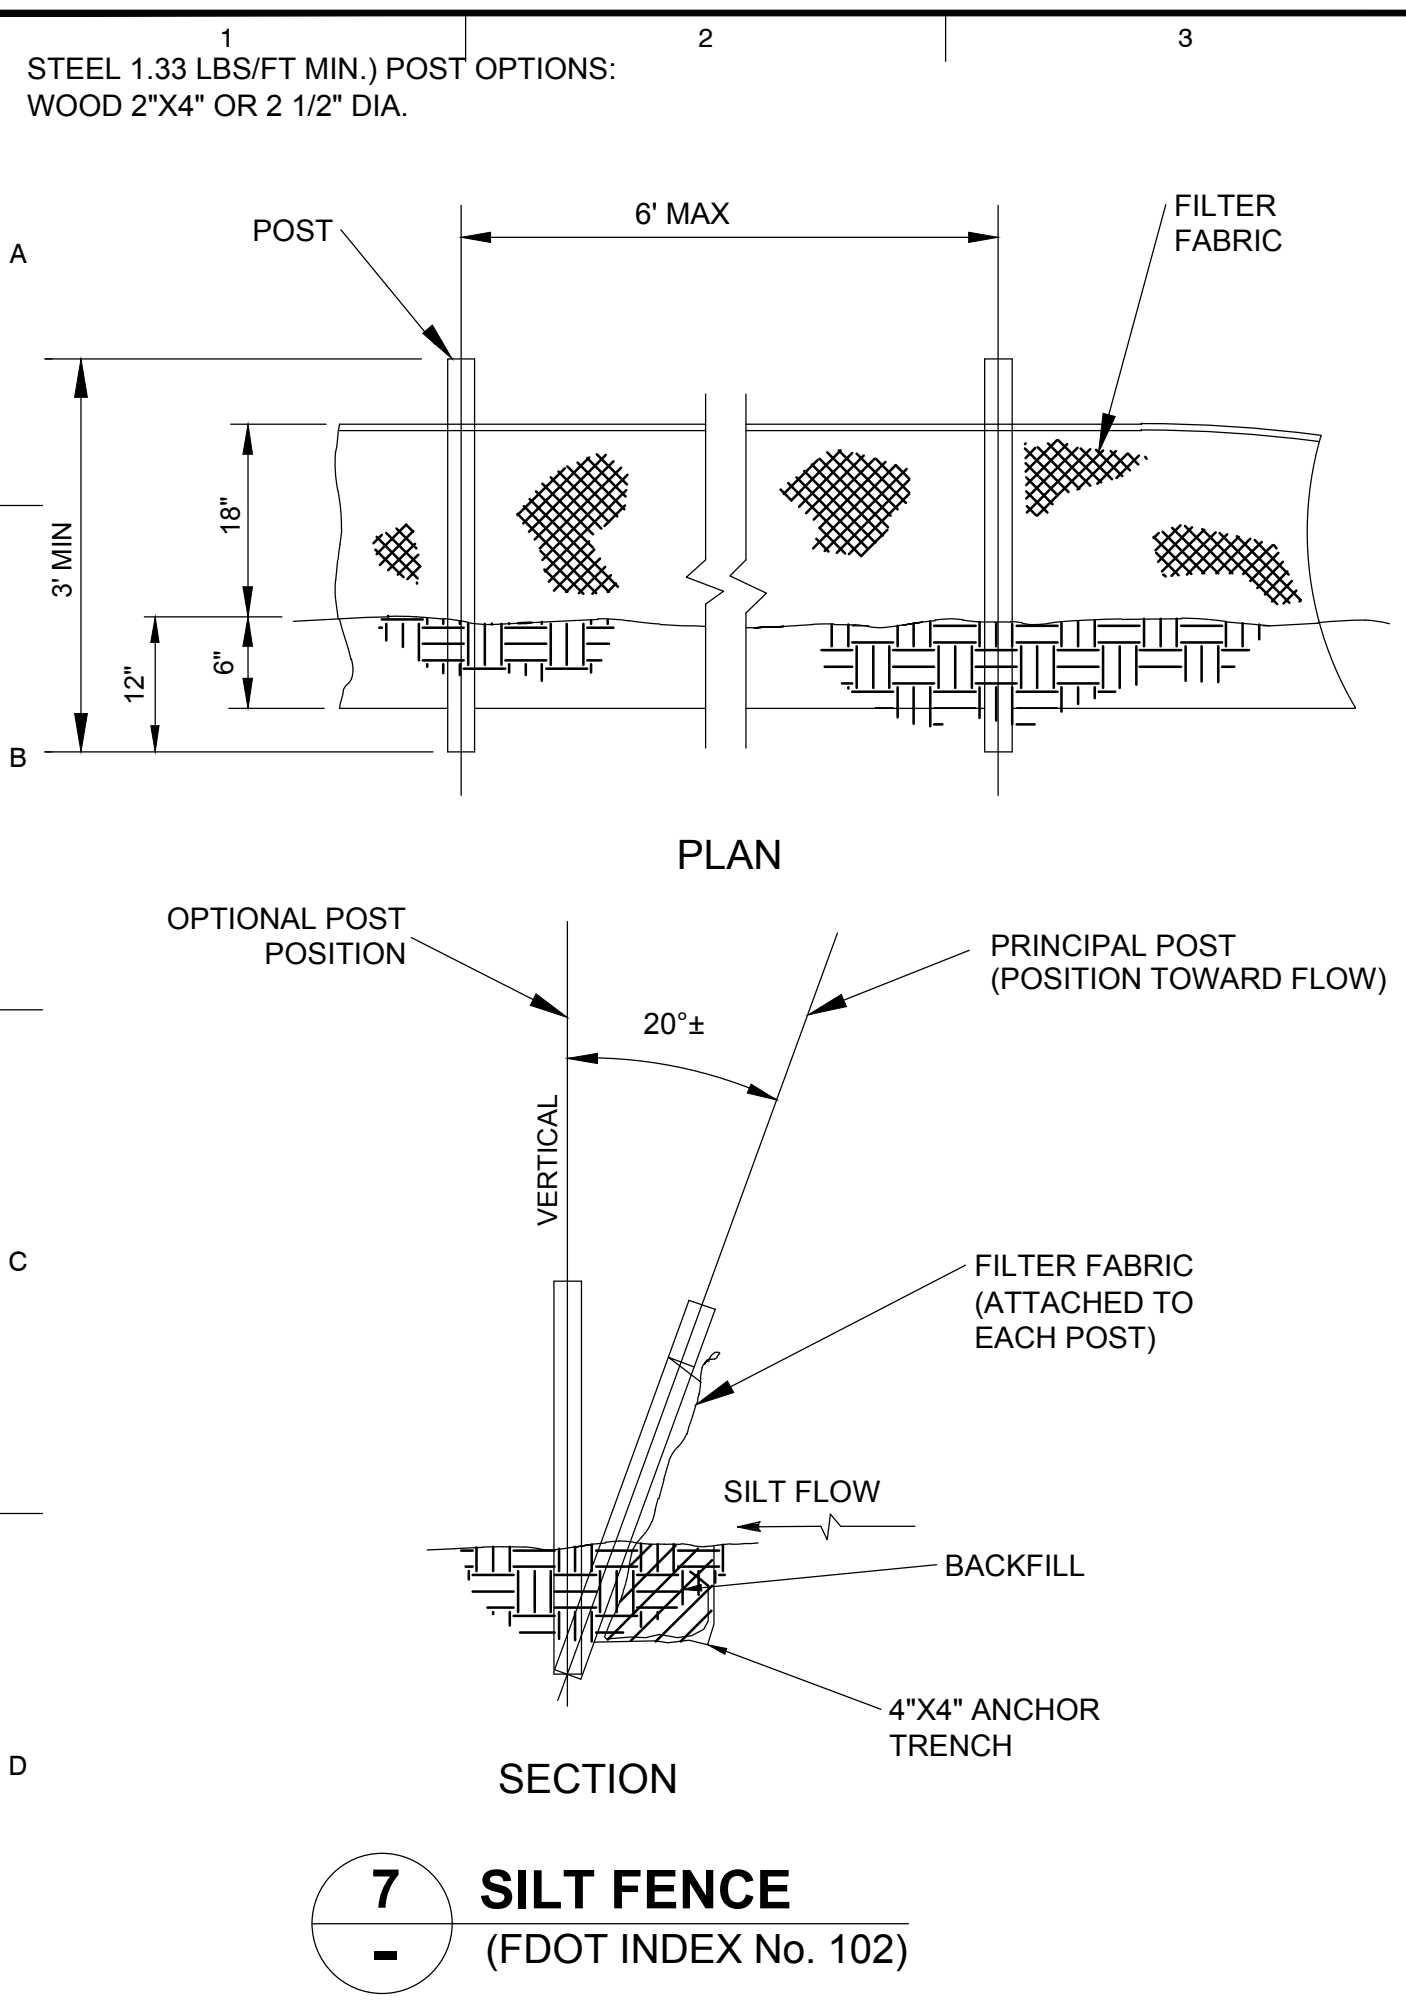 1 2 3
STEEL 1.33 LBS/FT MIN.) POST OPTIONS:
WOOD 2"X4" OR 2 1/2" DIA.
POST
6' MAX
FILTER
FABRIC
A
3' MIN
18"
12"
6"
B
PLAN
OPTIONAL POST
POSITION
PRINCIPAL POST
(POSITION TOWARD FLOW)
20°±
VERTICAL
C
FILTER FABRIC
(ATTACHED TO
EACH POST)
SILT FLOW
BACKFILL
4"X4" ANCHOR
TRENCH
D
SECTION
7
SILT FENCE
-
(FDOT INDEX No. 102)